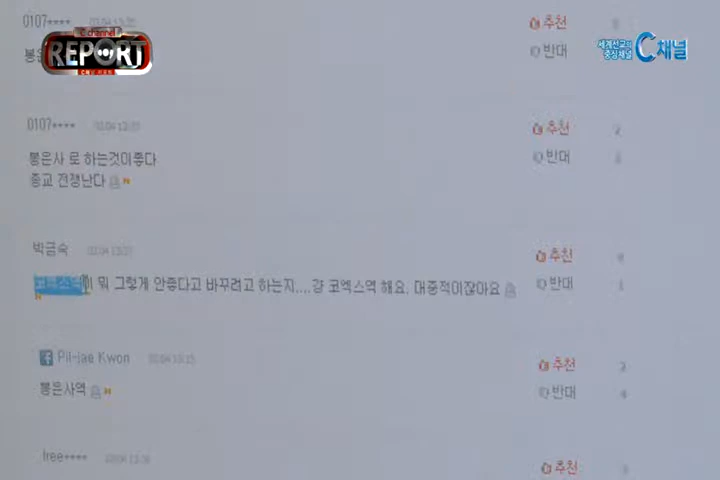 0107****
추천
C channel
REPORT
반대
세계선교의
중심채널
C채널
0107****
추천
2
봉은사 로 하는것이좋다
반대
종교 전쟁난다
박금숙
추천
코엑스역이 뭐 그렇게 안좋다고 바꾸려고 하는지....걍 코엑스역 해요. 대중적이잖아요
반대
1
Pil-jae Kwon
추천
봉은사역
반대
4
free****
추천